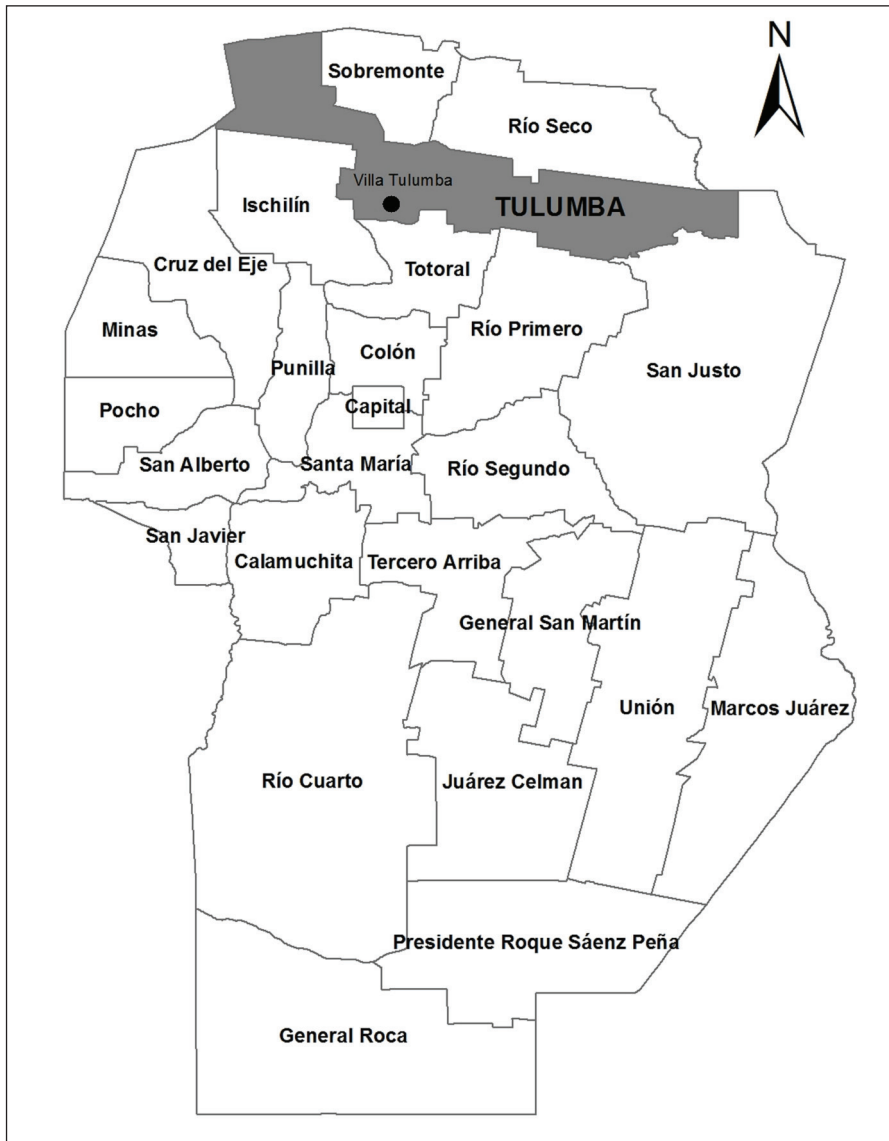 N
Sobremonte
Río Seco
Villa Tulumba
Ischilín
TULUMBA
Cruz del Eje
Totoral
Minas
Río Primero
Colón
Punilla
San Justo
Pocho
Capital
San Alberto
Santa María
Río Segundo
San Javier
Calamuchita
Tercero Arriba
General San Martín
Unión
Marcos Juárez
Río Cuarto
Juárez Celman
Presidente Roque Sáenz Peña
General Roca